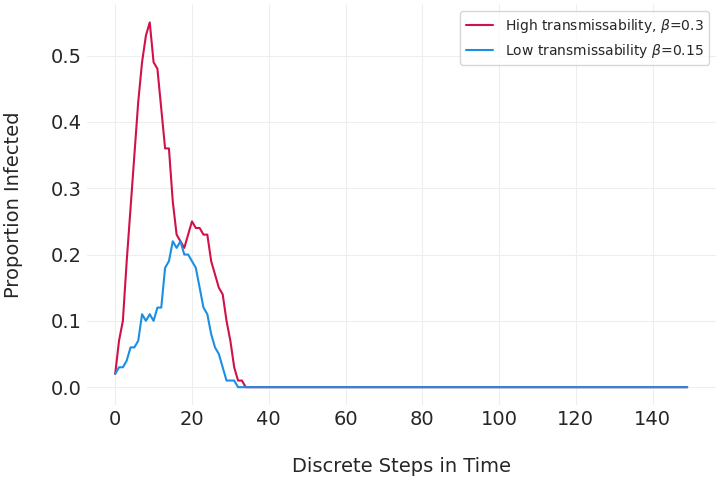 High transmissability, β=0.3
Low transmissability β=0.15
Proportion Infected
0.5
0.4
0.3
0.2
0.1
0.0
0 20 40 60 80 100 120 140
Discrete Steps in Time